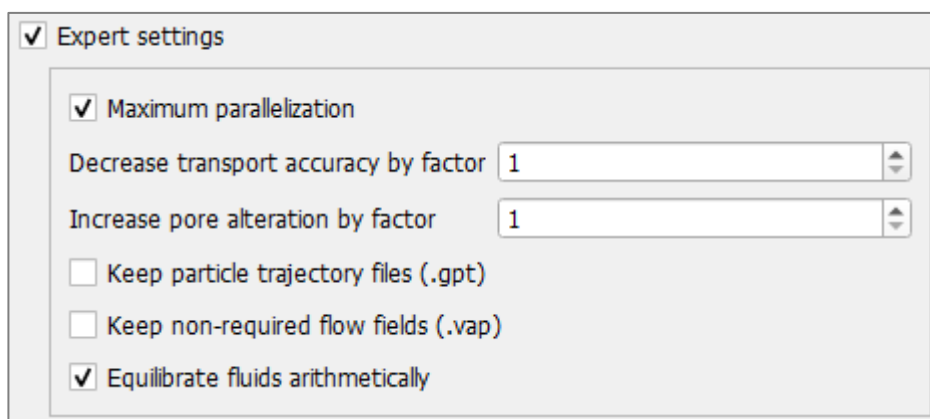 Expert settings
Maximum parallelization
Decrease transport accuracy by factor 1
Increase pore alteration by factor 1
Keep particle trajectory files (.gpt)
Keep non-required flow fields (.vap)
Equilibrate fluids arithmetically